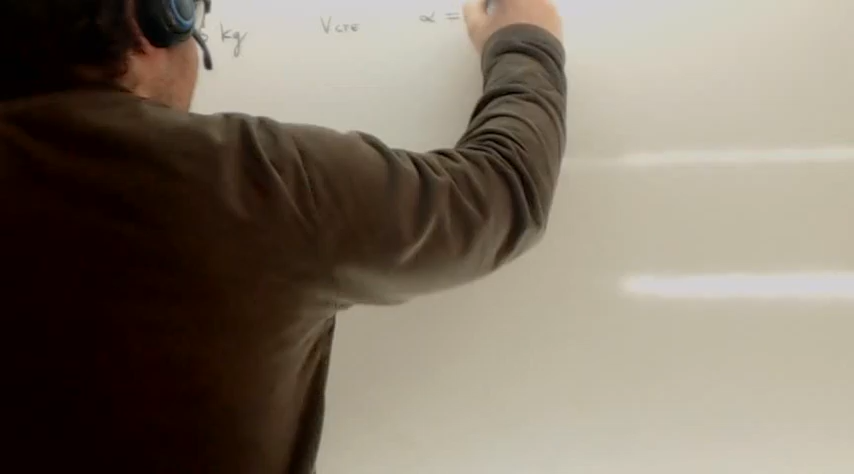 kg V CTE α =